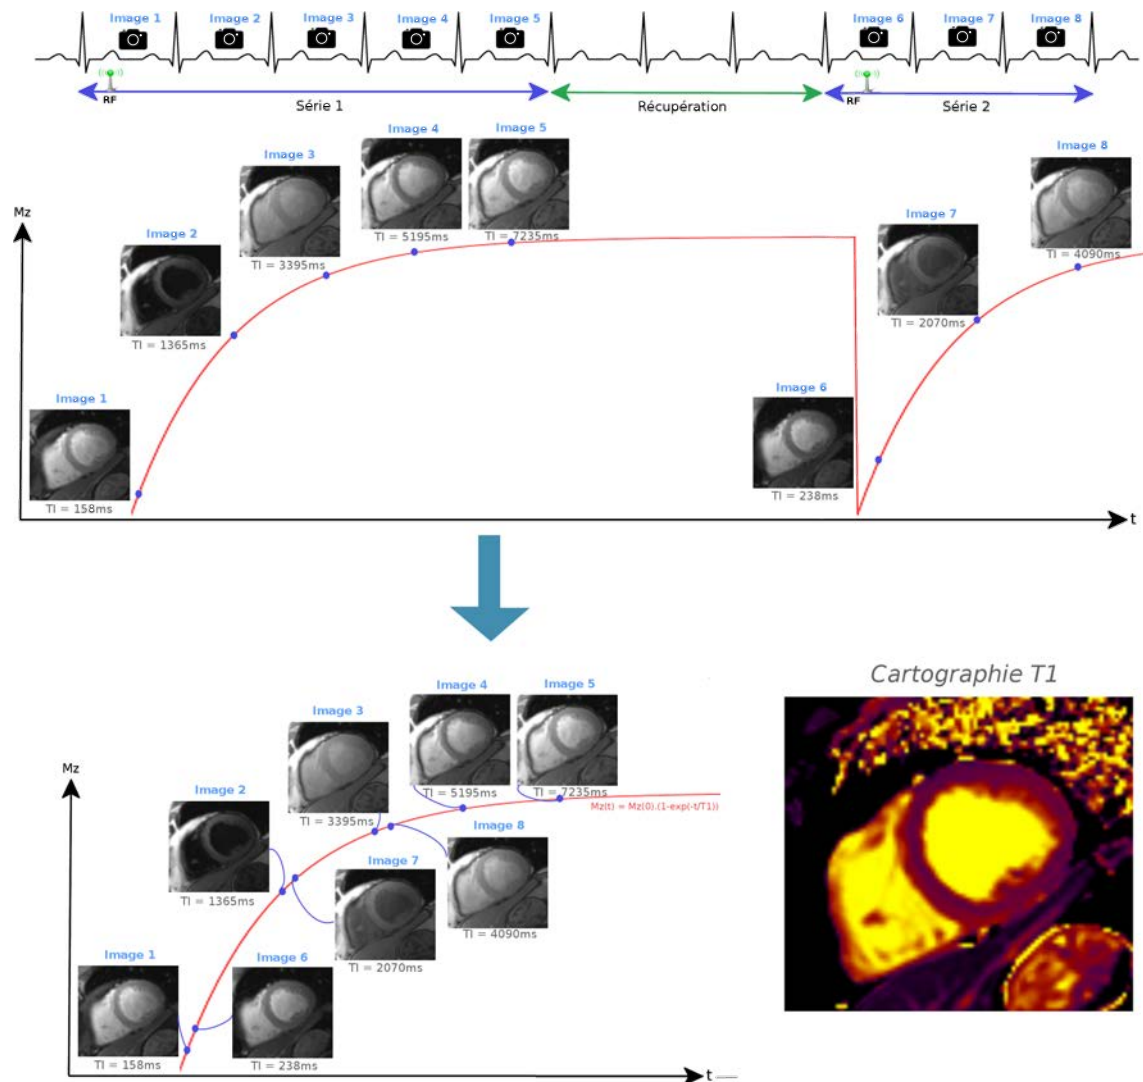 Image 1
Image 2
Image 3
Image 4
Image 5
Image 6
Image 7
Image 8
RF
Série 1
Récupération
RF
Série 2
Mz
Image 1
TI = 158ms
Image 2
TI = 1365ms
Image 3
TI = 3395ms
Image 4
TI = 5195ms
Image 5
TI = 7235ms
Image 6
TI = 238ms
Image 7
TI = 2070ms
Image 8
TI = 4090ms
t
Mz
Image 1
TI = 158ms
Image 6
TI = 238ms
Image 2
TI = 1365ms
Image 7
TI = 2070ms
Image 3
TI = 3395ms
Image 8
TI = 4090ms
Image 4
TI = 5195ms
Image 5
TI = 7235ms
Mz(t) = Mz(0).(1-exp(-t/T1))
t
Cartographie T1